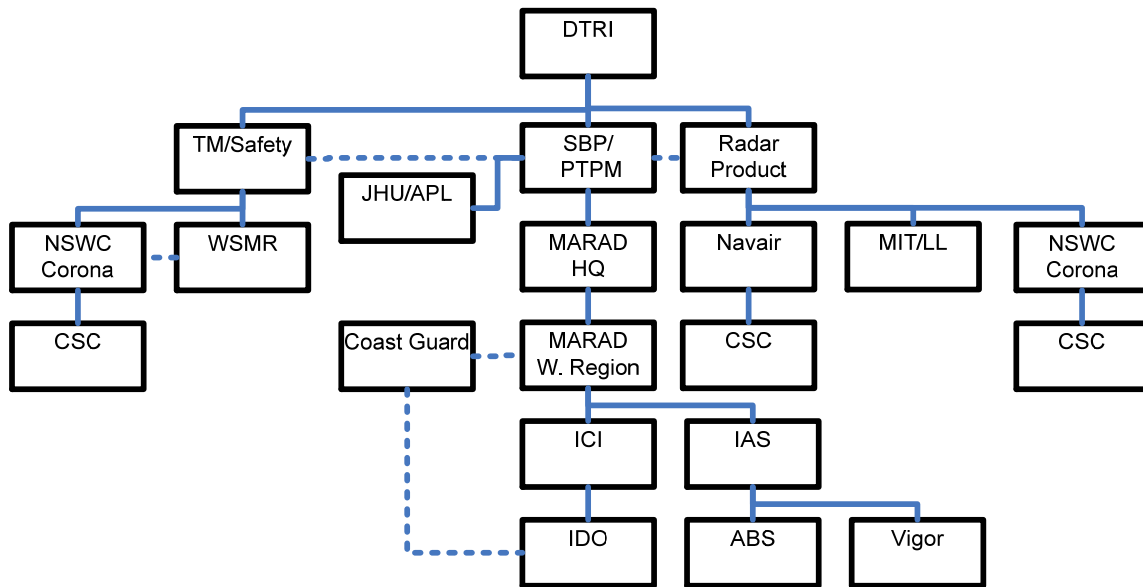 DTRI
TM/Safety
SBP/
PTPM
Radar
Product
JHU/APL
NSWC
Corona
WSMR
MARAD
HQ
Navair
MIT/LL
NSWC
Corona
CSC
Coast Guard
MARAD
W. Region
CSC
CSC
ICI
IAS
IDO
ABS
Vigor